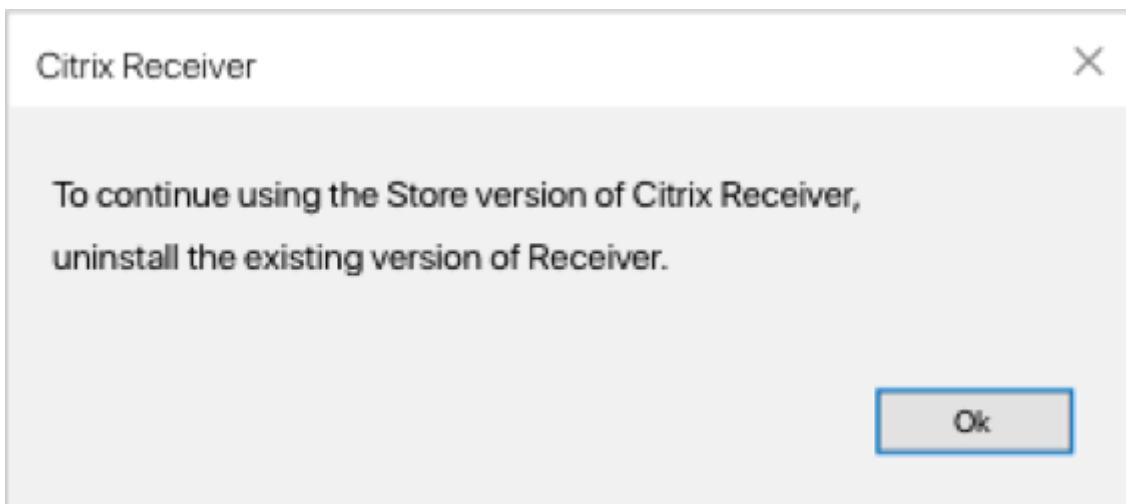 Citrix Receiver
To continue using the Store version of Citrix Receiver,
uninstall the existing version of Receiver.
Ok